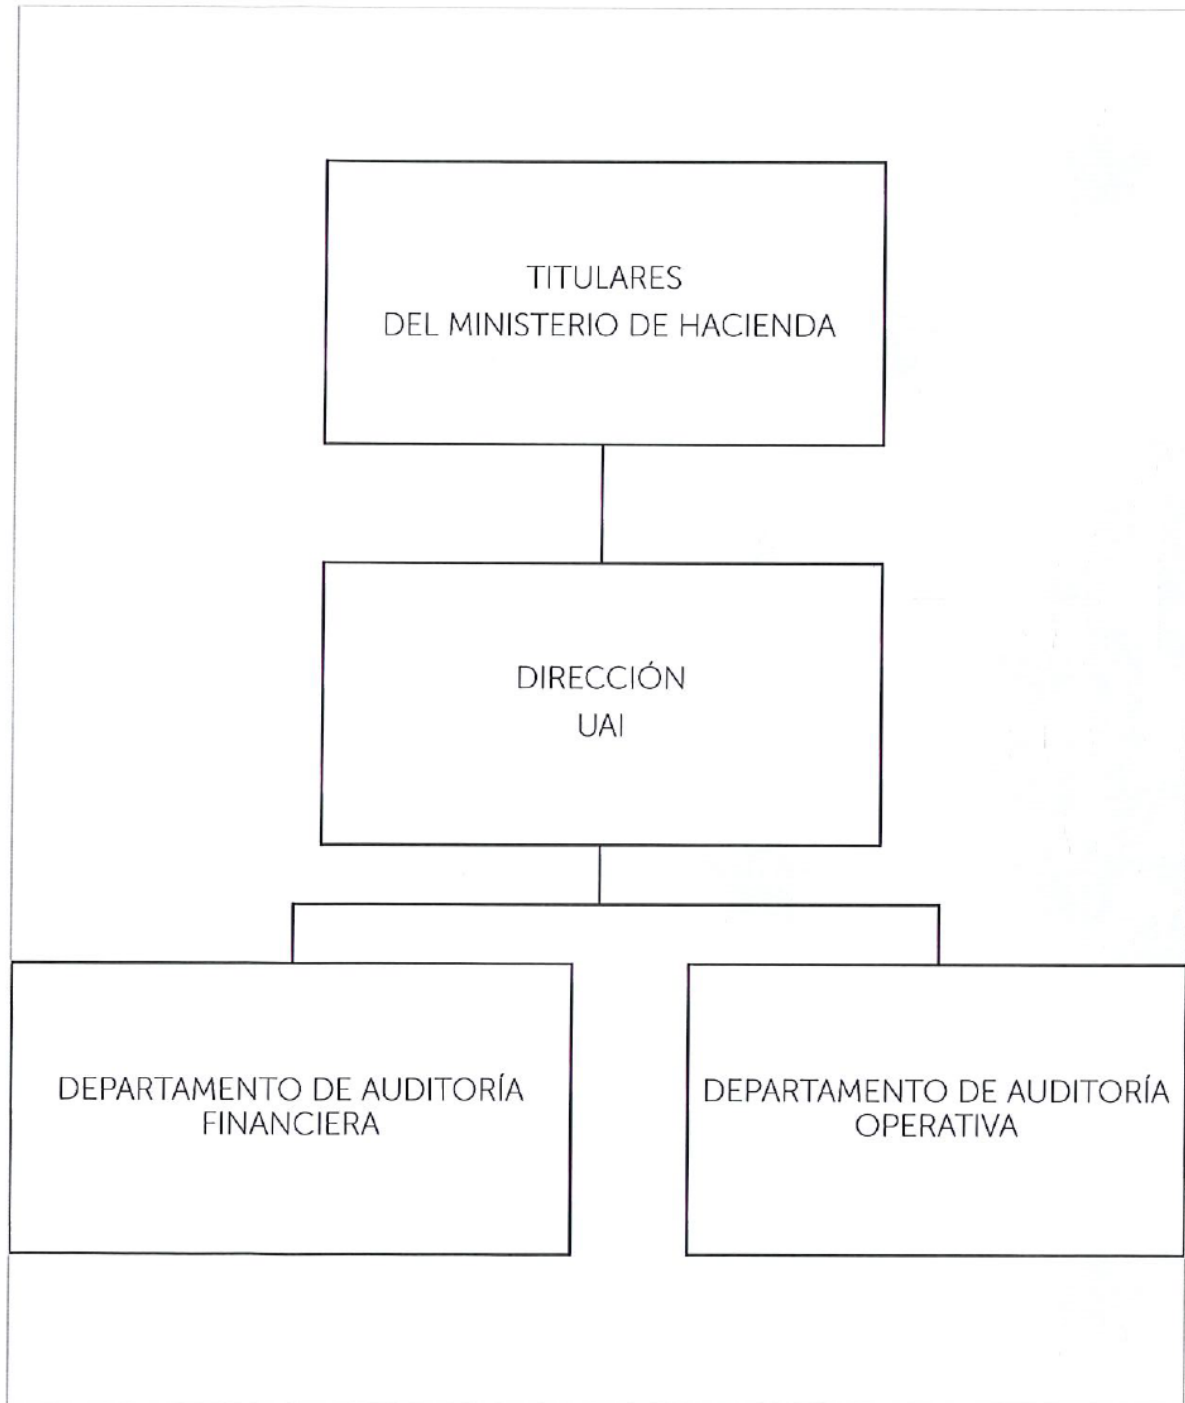 TITULARES
DEL MINISTERIO DE HACIENDA
DIRECCIÓN
UAI
DEPARTAMENTO DE AUDITORÍA
FINANCIERA
DEPARTAMENTO DE AUDITORÍA
OPERATIVA